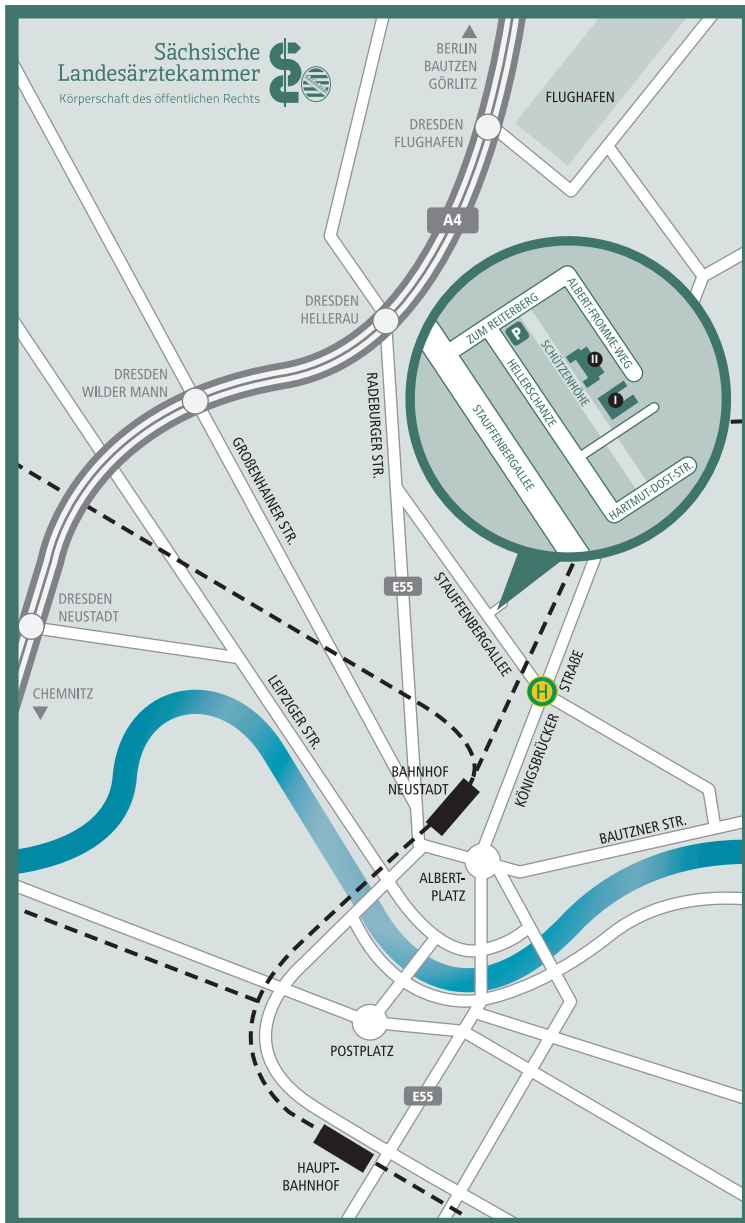 Sächsische
Landesärztekammer
Körperschaft des öffentlichen Rechts
BERLIN
BAUTZEN
GÖRLITZ
FLUGHAFEN
DRESDEN
FLUGHAFEN
A4
DRESDEN
HELLERAU
ZUM REITERBERG
ALBERT-FROMME-WEG
P
SCHÜTZENHÖHE
II
I
HELLERSCHANZE
STAUFFENBERGALLEE
HARTMUT-DOST-STR.
DRESDEN
WILDER MANN
RADEBURGER STR.
GROßENHAINER STR.
E55
STAUFFENBERGALLEE
DRESDEN
NEUSTADT
CHEMNITZ
LEIPZIGER STR.
H
KÖNIGSBRÜCKER
STRAßE
BAHNHOF
NEUSTADT
BAUTZNER STR.
ALBERT-
PLATZ
POSTPLATZ
E55
HAUPT-
BAHNHOF